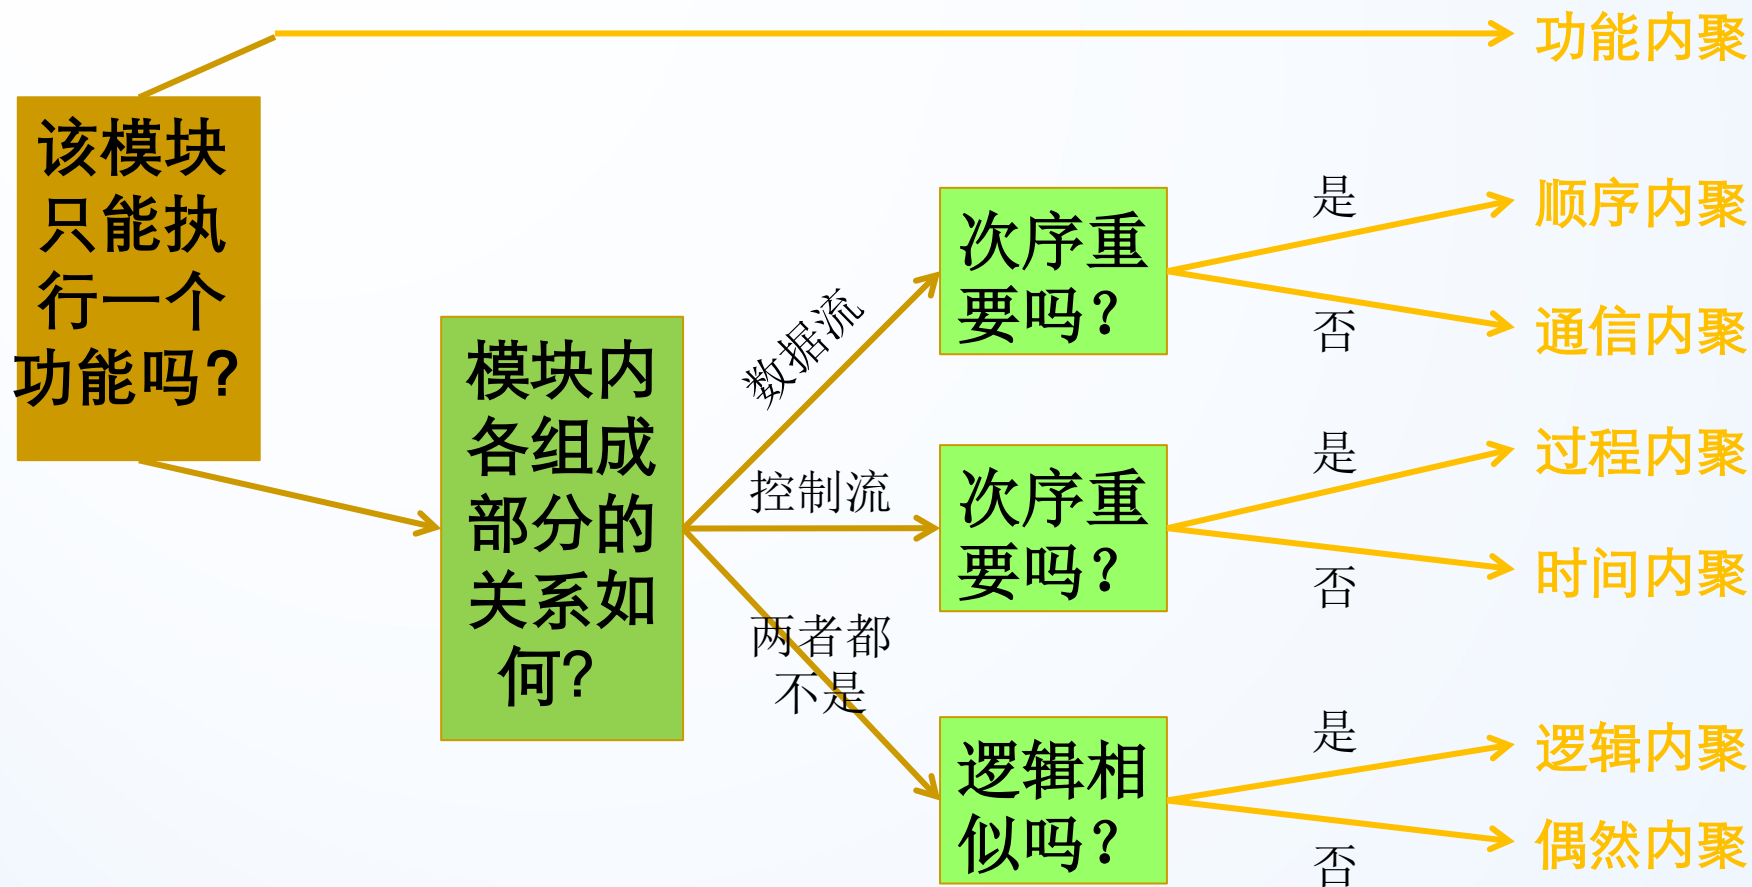 功能内聚
该模块
只能执
行一个
功能吗?
模块内
各组成
部分的
关系如
何?
数据流
控制流
两者都
不是
次序重
要吗?
是
否
顺序内聚
通信内聚
次序重
要吗?
是
否
过程内聚
时间内聚
逻辑相
似吗?
是
否
逻辑内聚
偶然内聚